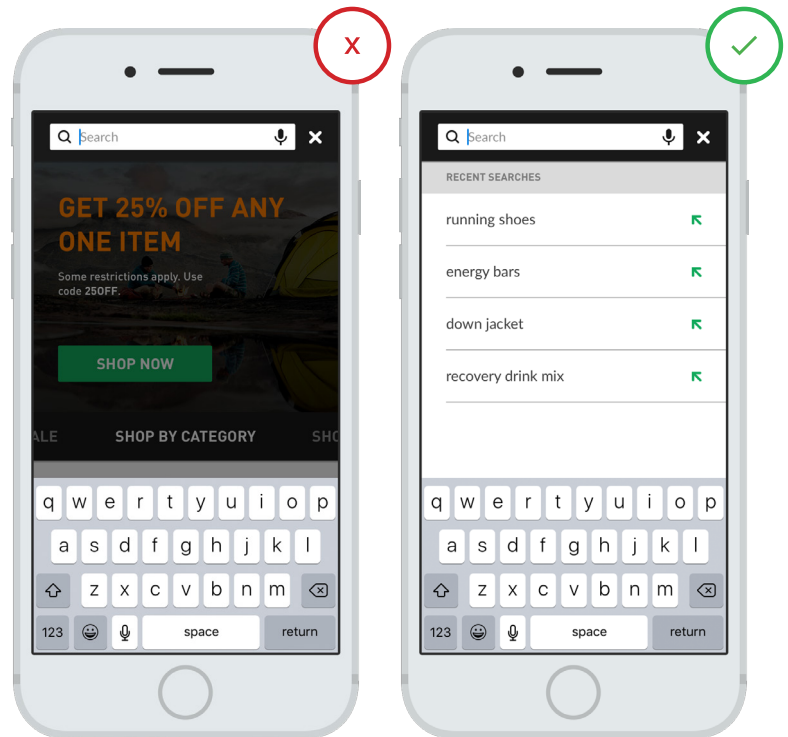 X
Search
GET 25% OFF ANY
ONE ITEM
Some restrictions apply. Use
code 25OFF.
SHOP NOW
ALE SHOP BY CATEGORY SHO
q w e r t y u i o p
a s d f g h j k l
z x c v b n m
123 space return
Search
RECENT SEARCHES
running shoes
energy bars
down jacket
recovery drink mix
q w e r t y u i o p
a s d f g h j k l
z x c v b n m
123 space return